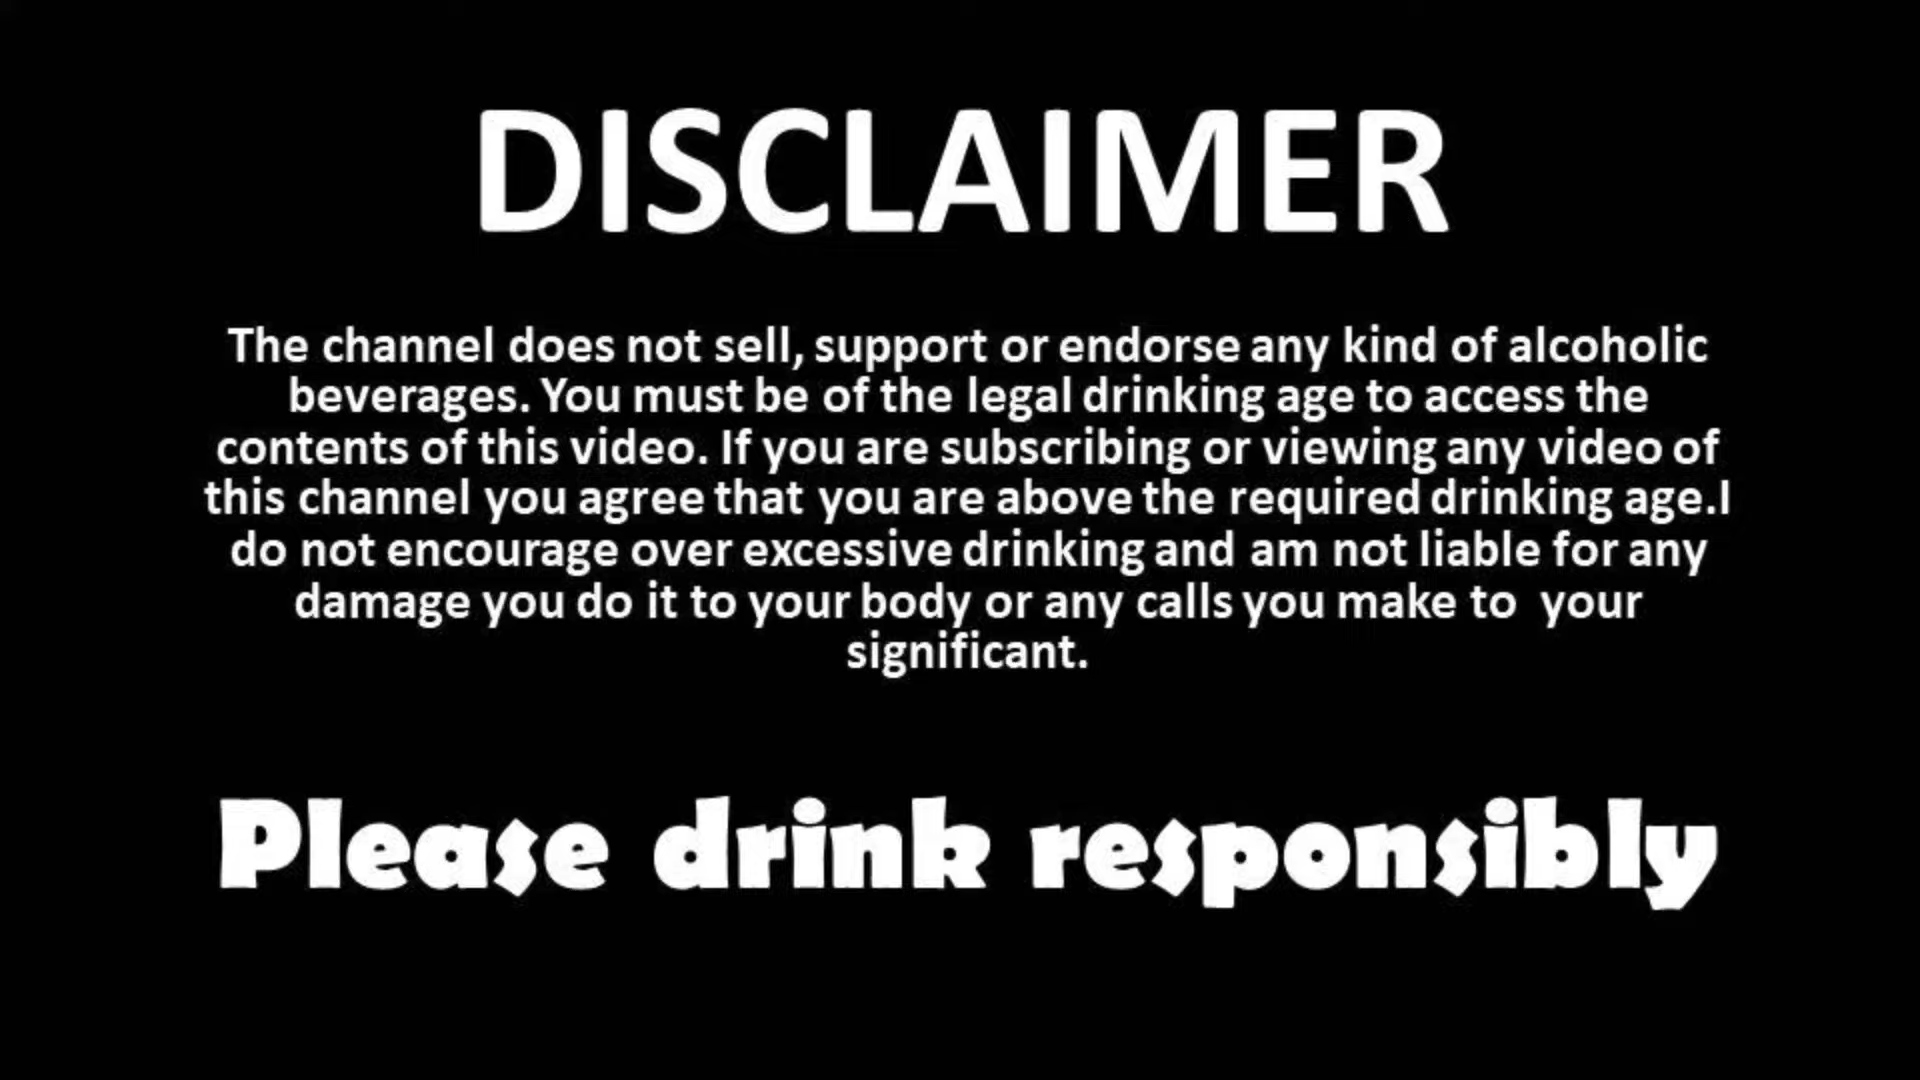 DISCLAIMER
The channel does not sell, support or endorse any kind of alcoholic
beverages. You must be of the legal drinking age to access the
contents of this video. If you are subscribing or viewing any video of
this channel you agree that you are above the required drinking age.I
do not encourage over excessive drinking and am not liable for any
damage you do it to your body or any calls you make to  your
significant.
Please drink responsibly